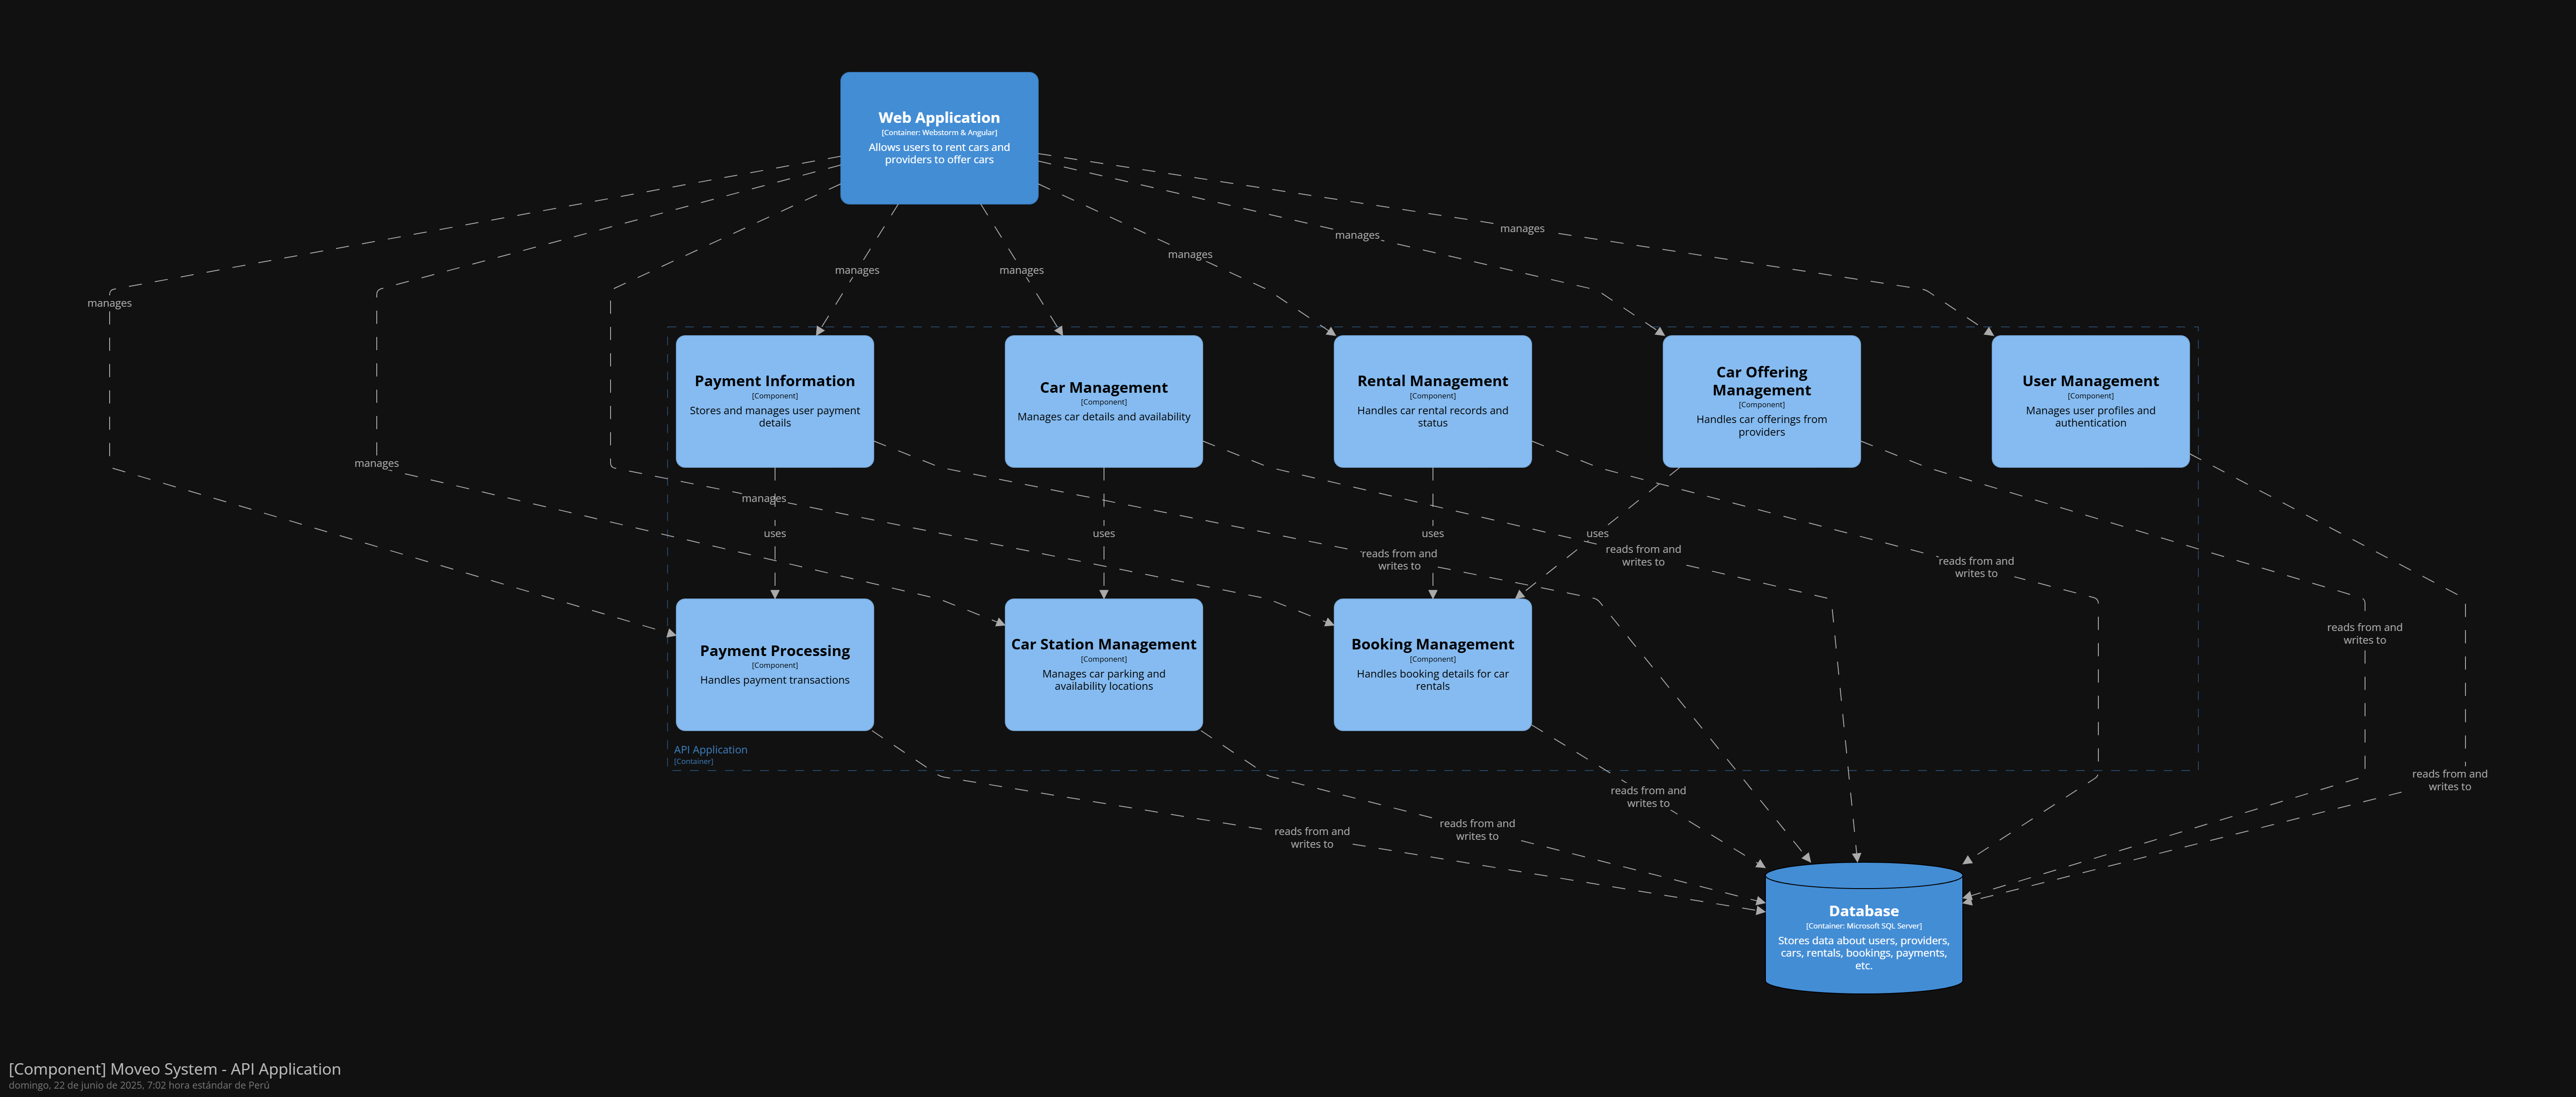 Web Application
[Container: Webstorm & Angular]
Allows users to rent cars and
providers to offer cars
manages
manages
manages
manages
manages
manages
Payment Information
[Component]
Stores and manages user payment
details
Car Management
[Component]
Manages car details and availability
Rental Management
[Component]
Handles car rental records and
status
Car Offering
Management
[Component]
Handles car offerings from
providers
User Management
[Component]
Manages user profiles and
authentication
manages
manages
uses
uses
uses
uses
reads from and
writes to
reads from and
writes to
reads from and
writes to
Payment Processing
[Component]
Handles payment transactions
Car Station Management
[Component]
Manages car parking and
availability locations
Booking Management
[Component]
Handles booking details for car
rentals
reads from and
writes to
API Application
[Container]
reads from and
writes to
reads from and
writes to
reads from and
writes to
reads from and
writes to
Database
[Container: Microsoft SQL Server]
Stores data about users, providers,
cars, rentals, bookings, payments,
etc.
[Component] Moveo System - API Application
domingo, 22 de junio de 2025, 7:02 hora estándar de Perú